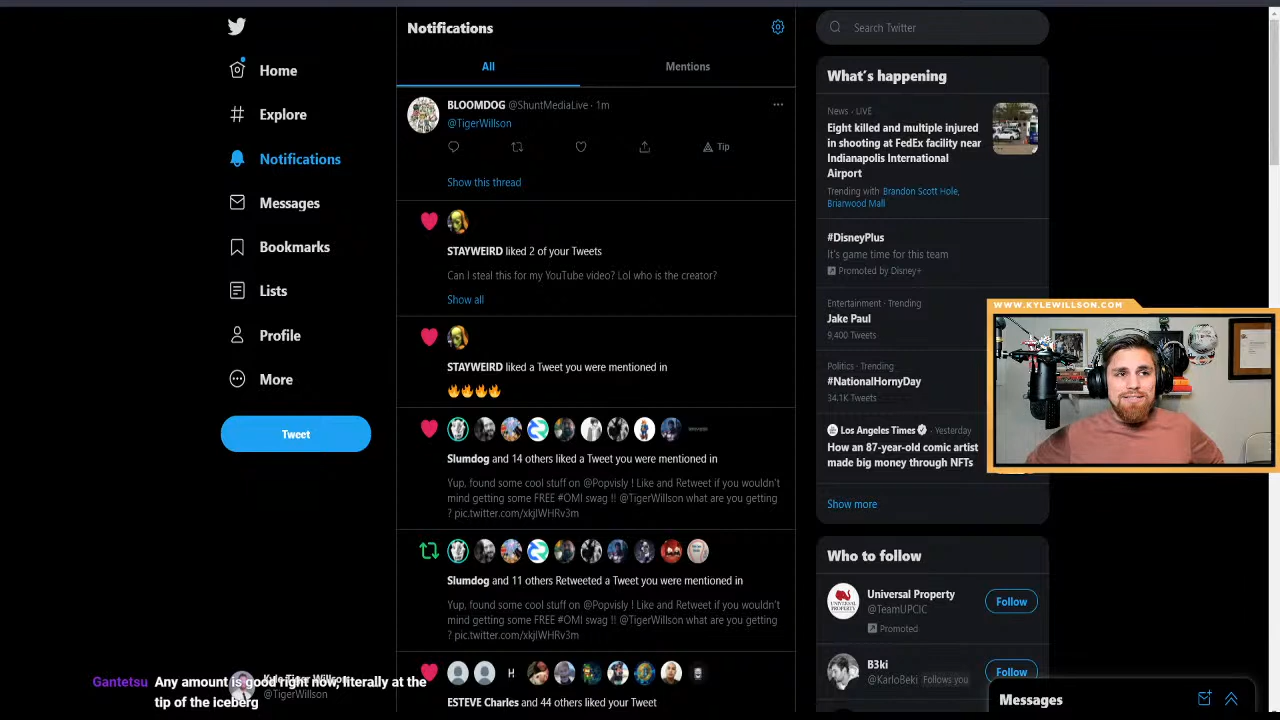 Home
Explore
Notifications
Messages
Bookmarks
Lists
Profile
More
Tweet
@TigerWillson
Gantetsu Any amount is good right now, literally at the
tip of the iceberg
Notifications
All
Mentions
BLOOMDOG @ShuntMediaLive · 1m
@TigerWillson
Tip
Show this thread
STAYWEIRD liked 2 of your Tweets
Can I steal this for my YouTube video? Lol who is the creator?
Show all
STAYWEIRD liked a Tweet you were mentioned in
Slumdog and 14 others liked a Tweet you were mentioned in
Yup, found some cool stuff on @Popvisly ! Like and Retweet if you wouldn't
mind getting some FREE #OMI swag !! @TigerWillson what are you getting
? pic.twitter.com/xkjIWHRv3m
Slumdog and 11 others Retweeted a Tweet you were mentioned in
Yup, found some cool stuff on @Popvisly ! Like and Retweet if you wouldn't
mind getting some FREE #OMI swag !! @TigerWillson what are you getting
? pic.twitter.com/xkjIWHRv3m
ESTEVE Charles and 44 others liked your Tweet
Search Twitter
What's happening
News · LIVE
Eight killed and multiple injured
in shooting at FedEx facility near
Indianapolis International
Airport
Trending with Brandon Scott Hole,
Briarwood Mall
#DisneyPlus
It's game time for this team
Promoted by Disney+
Entertainment · Trending
Jake Paul
9,400 Tweets
Politics · Trending
#NationalHornyDay
34.1K Tweets
Los Angeles Times · Yesterday
How an 87-year-old comic artist
made big money through NFTs
Show more
WWW.KYLEWILLSON.COM
Who to follow
Universal Property
@TeamUPCIC
Promoted
Follow
B3ki
@KarloBeki Follows you
Follow
Messages